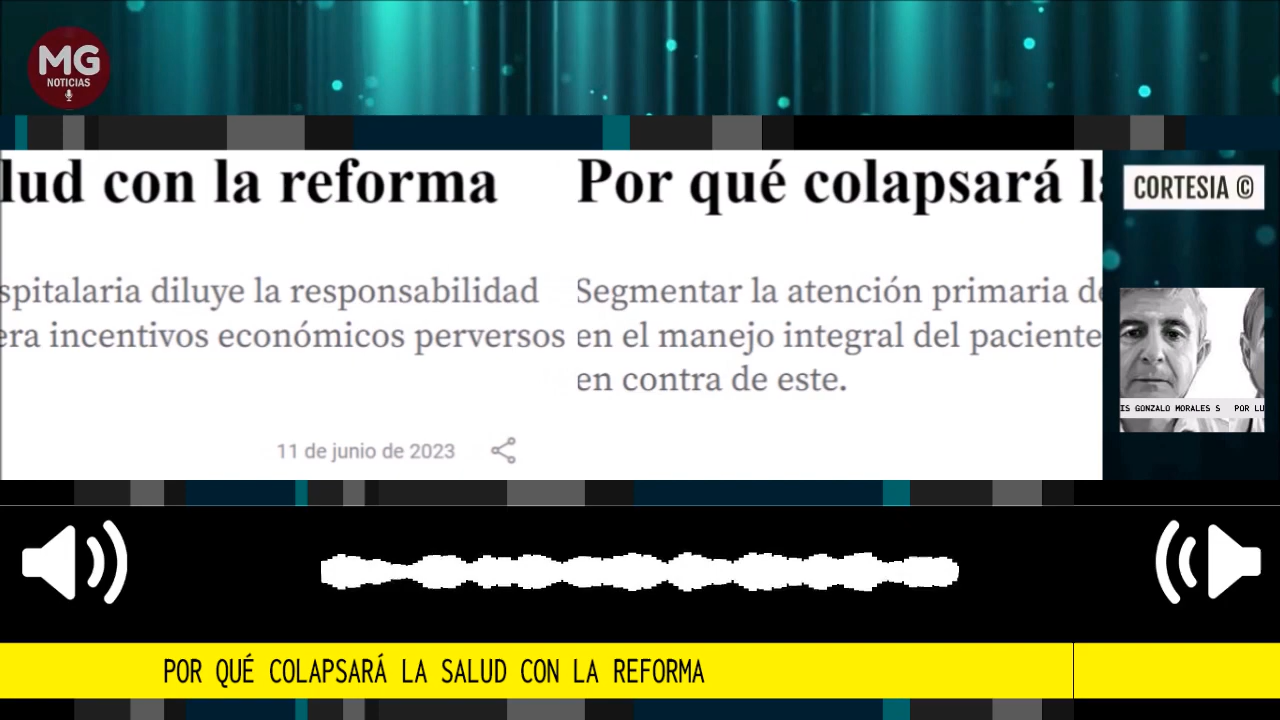 MG
NOTICIAS
lud con la reforma
Por qué colapsará
CORTESIA ©
spitalaria diluye la responsabilidad
era incentivos económicos perversos
Segmentar la atención primaria de
en el manejo integral del paciente
en contra de este.
11 de junio de 2023
IS GONZALO MORALES S POR LU
POR QUÉ COLAPSARÁ LA SALUD CON LA REFORMA